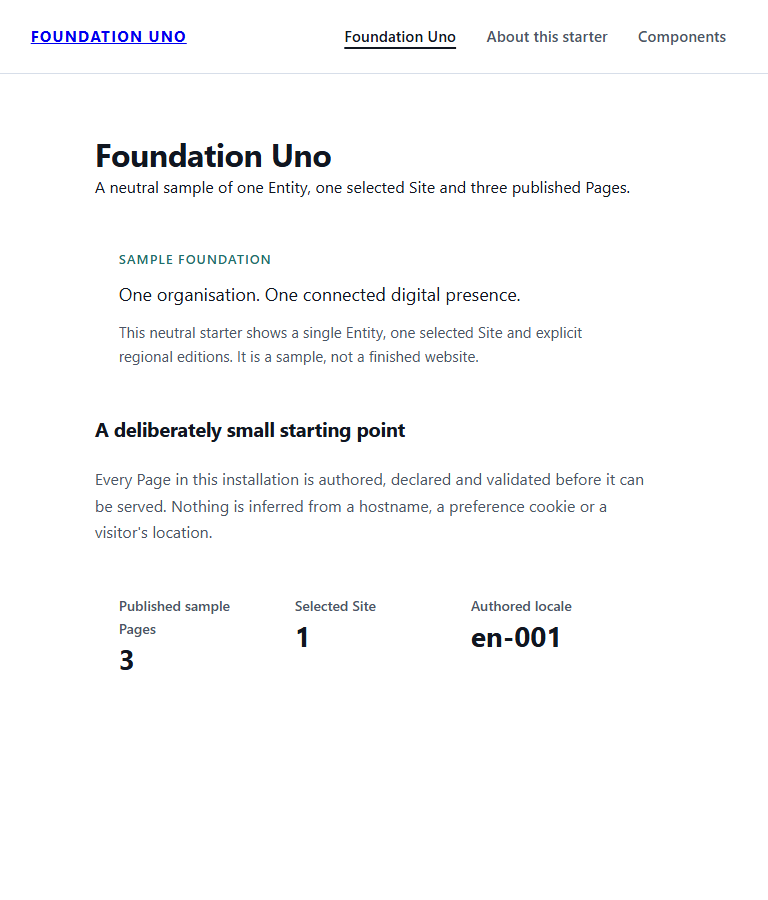 FOUNDATION UNO
Foundation Uno
About this starter
Components
Foundation Uno
A neutral sample of one Entity, one selected Site and three published Pages.
SAMPLE FOUNDATION
One organisation. One connected digital presence.
This neutral starter shows a single Entity, one selected Site and explicit
regional editions. It is a sample, not a finished website.
A deliberately small starting point
Every Page in this installation is authored, declared and validated before it can
be served. Nothing is inferred from a hostname, a preference cookie or a
visitor's location.
Published sample
Pages
3
Selected Site
1
Authored locale
en-001